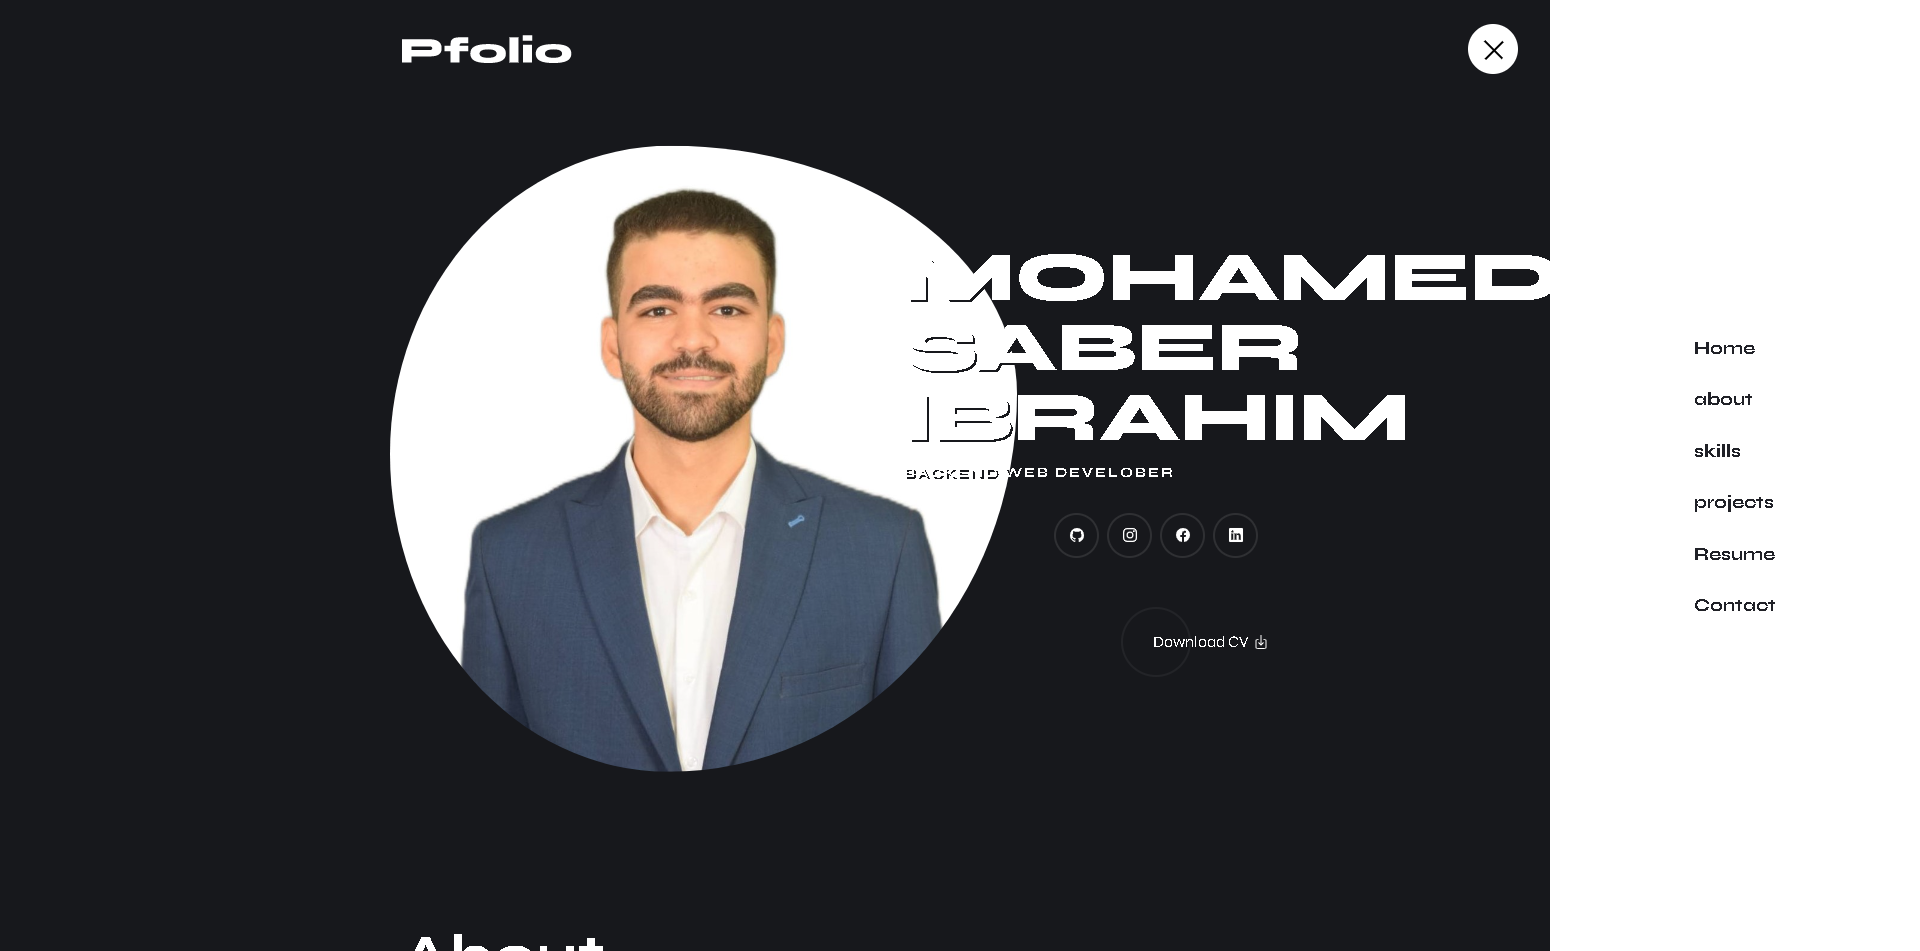 Pfolio
MOHAMED
SABER
IBRAHIM
BACKEND WEB DEVELOBER
Download CV
Home
about
skills
projects
Resume
Contact
About